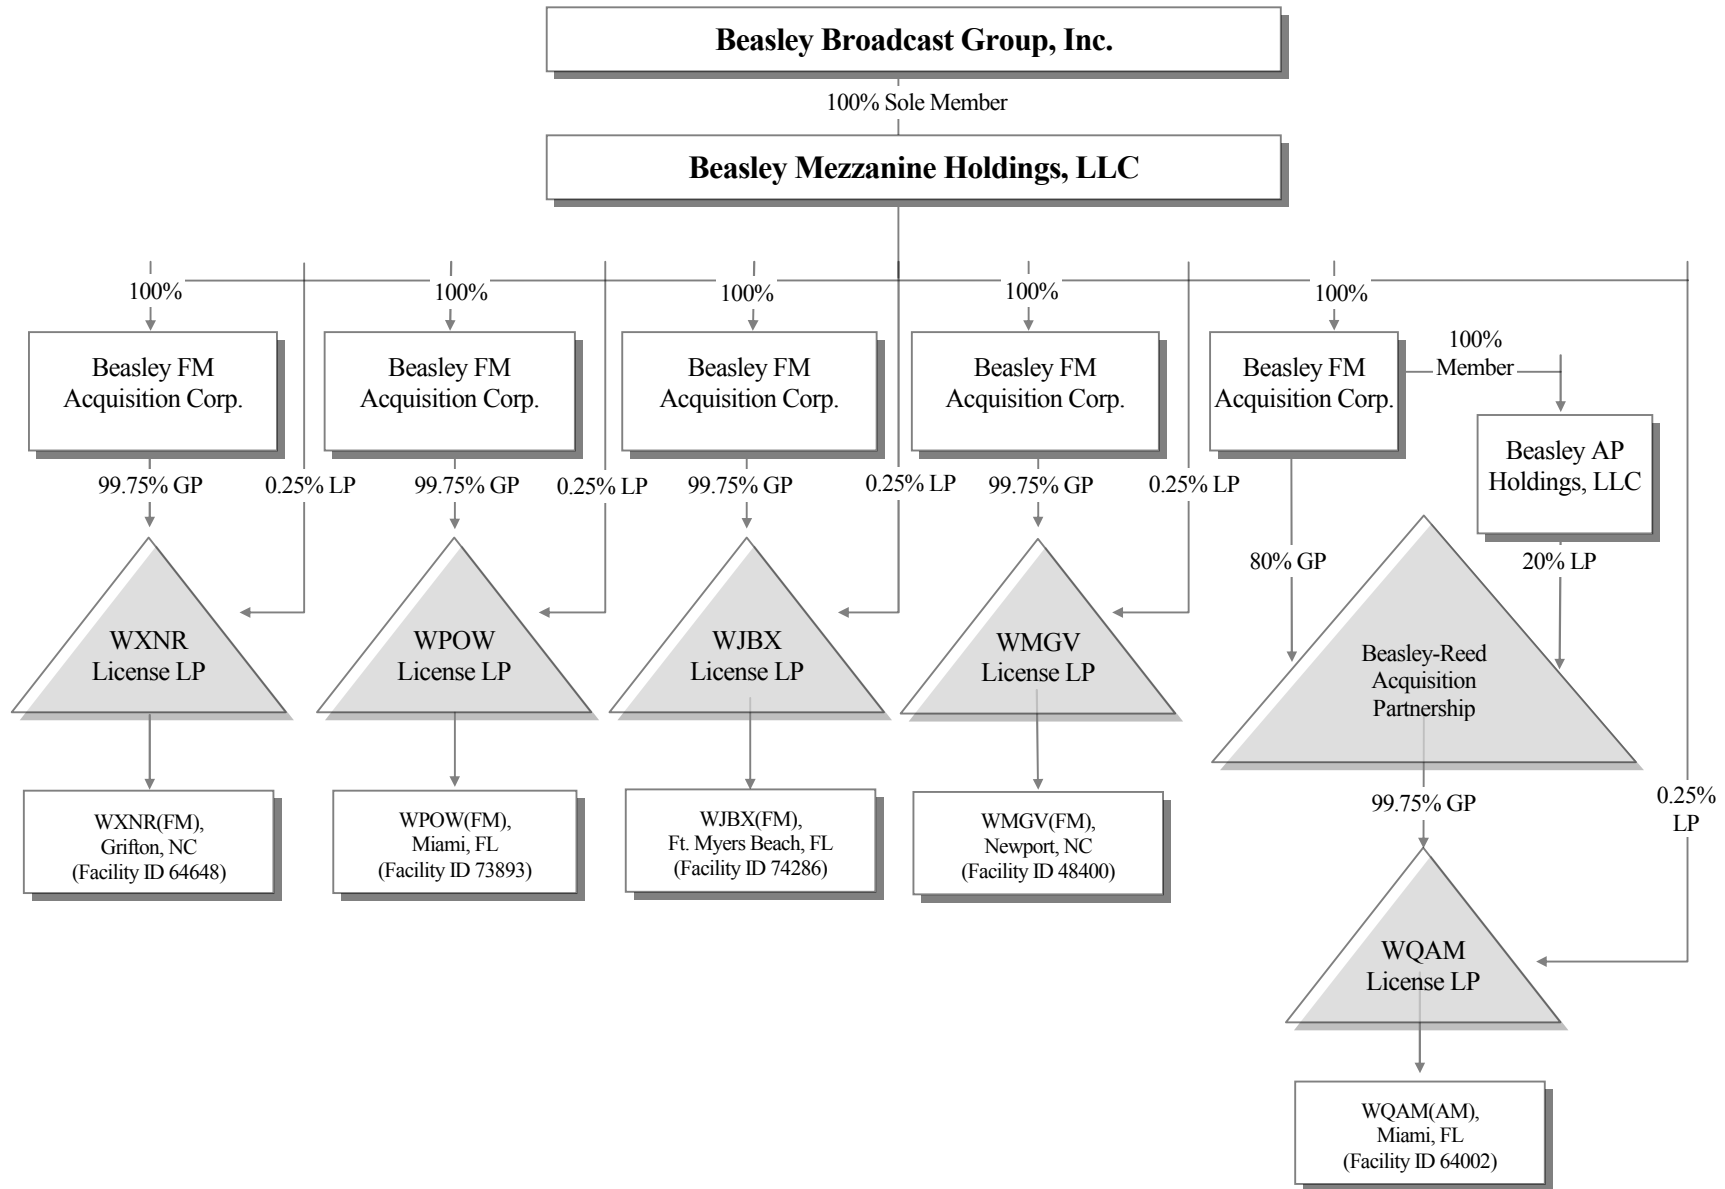 Beasley Broadcast Group, Inc.
100% Sole Member
Beasley Mezzanine Holdings, LLC
100%
100%
100%
100%
100%
Beasley FM
Acquisition Corp.
Beasley FM
Acquisition Corp.
Beasley FM
Acquisition Corp.
Beasley FM
Acquisition Corp.
Beasley FM
Acquisition Corp.
100%
Member
Beasley AP
Holdings, LLC
99.75% GP
0.25% LP
99.75% GP
0.25% LP
99.75% GP
0.25% LP
99.75% GP
0.25% LP
80% GP
20% LP
WXNR
License LP
WPOW
License LP
WJBX
License LP
WMGV
License LP
Beasley-Reed
Acquisition
Partnership
WXNR(FM),
Grifton, NC
(Facility ID 64648)
WPOW(FM),
Miami, FL
(Facility ID 73893)
WJBX(FM),
Ft. Myers Beach, FL
(Facility ID 74286)
WMGV(FM),
Newport, NC
(Facility ID 48400)
99.75% GP
0.25%
LP
WQAM
License LP
WQAM(AM),
Miami, FL
(Facility ID 64002)